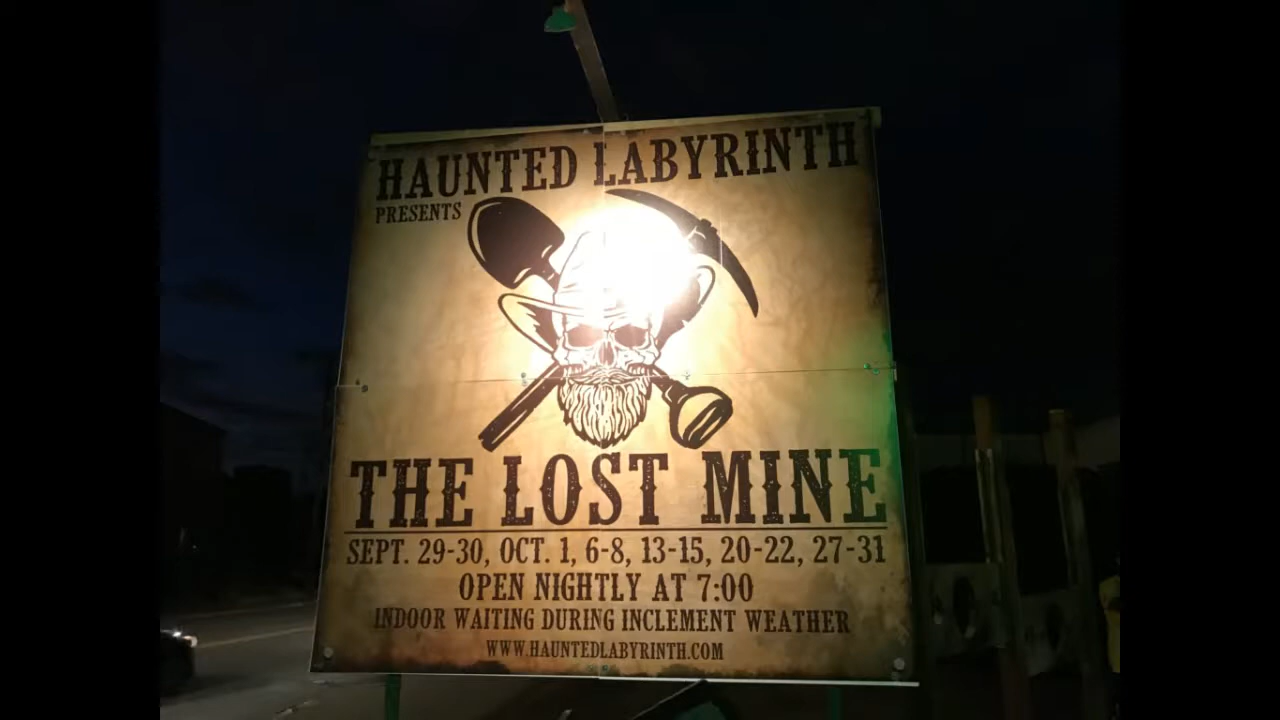 HAUNTED LABYRINTH
PRESENTS
THE LOST MINE
SEPT. 29-30, OCT. 1, 6-8, 13-15, 20-22, 27-31
OPEN NIGHTLY AT 7:00
INDOOR WAITING DURING INCLEMENT WEATHER
WWW.HAUNTEDLABYRINTH.COM